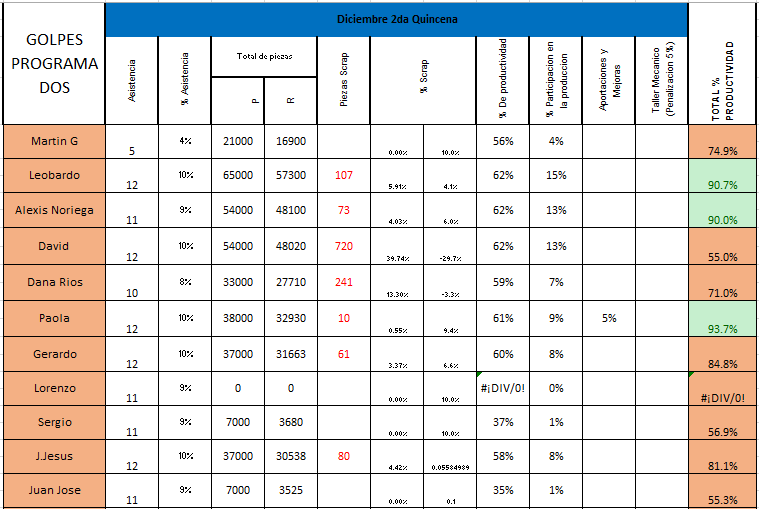 Diciembre 2da Quincena
GOLPES PROGRAMA DOS
Asistencia
% Asistencia
Total de piezas
P
R
Piezas Scrap
% Scrap
% De productividad
% Participacion en la produccion
Aportaciones y Mejoras
Taller Mecanico (Penalizacion 5%)
TOTAL % PRODUCTIVIDAD
Martin G 5 4% 21000 16900 0.00% 10.0% 56% 4% 74.9%
Leobardo 12 10% 65000 57300 107 5.91% 4.1% 62% 15% 90.7%
Alexis Noriega 11 9% 54000 48100 73 4.03% 6.0% 62% 13% 90.0%
David 12 10% 54000 48020 720 39.74% -29.7% 62% 13% 55.0%
Dana Rios 10 8% 33000 27710 241 13.30% -3.3% 59% 7% 71.0%
Paola 12 10% 38000 32930 10 0.55% 9.4% 61% 9% 5% 93.7%
Gerardo 12 10% 37000 31663 61 3.37% 6.6% 60% 8% 84.8%
Lorenzo 11 9% 0 0 0.00% 10.0% #¡DIV/0! 0% #¡DIV/0!
Sergio 11 9% 7000 3680 0.00% 10.0% 37% 1% 56.9%
J.Jesus 12 10% 37000 30538 80 4.42% 0.05584989 58% 8% 81.1%
Juan Jose 11 9% 7000 3525 0.00% 0.1 35% 1% 55.3%